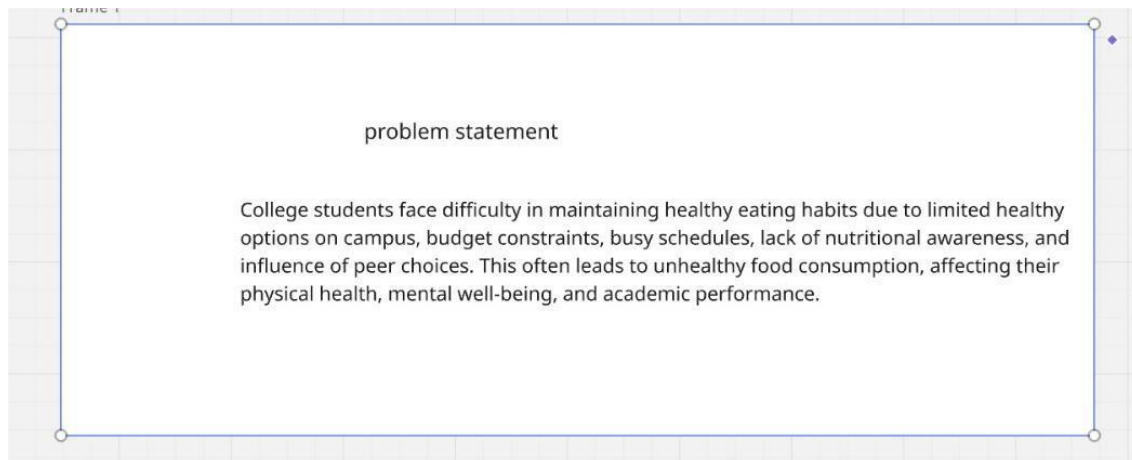 Frame 1
problem statement
College students face difficulty in maintaining healthy eating habits due to limited healthy
options on campus, budget constraints, busy schedules, lack of nutritional awareness, and
influence of peer choices. This often leads to unhealthy food consumption, affecting their
physical health, mental well-being, and academic performance.